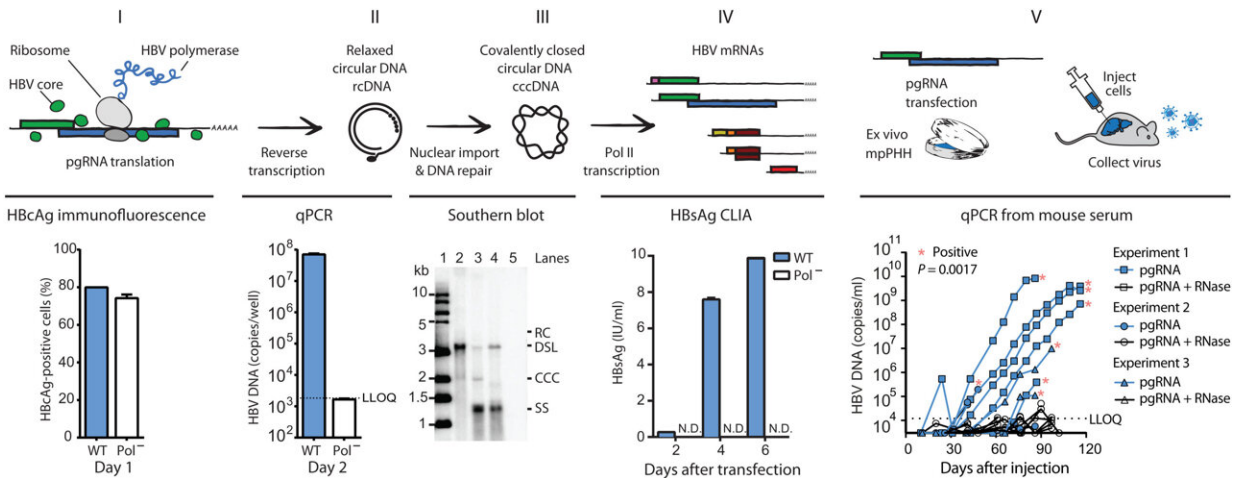 I
II
III
IV
V
Ribosome
HBV polymerase
HBV core
AAAAA
pgRNA translation
Reverse
transcription
Relaxed
circular DNA
rcDNA
Nuclear import
& DNA repair
Covalently closed
circular DNA
cccDNA
Pol II
transcription
HBV mRNAs
AAAAA
AAAAA
AAAAA
AAAAA
AAAAA
pgRNA
transfection
Ex vivo
mpPHH
Inject
cells
Collect virus
HBcAg immunofluorescence
HBcAg-positive cells (%)
100
80
60
40
20
0
WT
Pol⁻
Day 1
qPCR
HBV DNA (copies/well)
10⁸
10⁷
10⁶
10⁵
10⁴
10³
10²
LLOQ
WT
Pol⁻
Day 2
Southern blot
1 2 3 4 5 Lanes
kb
10
5
3
2
1.5
1
RC
DSL
CCC
SS
HBsAg CLIA
HBsAg (IU/ml)
10
8
6
4
2
0
WT
Pol⁻
N.D.
N.D.
N.D.
2 4 6
Days after transfection
qPCR from mouse serum
HBV DNA (copies/ml)
10¹¹
10¹⁰
10⁹
10⁸
10⁷
10⁶
10⁵
10⁴
* Positive
P = 0.0017
* * * * * * *
LLOQ
0 30 60 90 120
Days after injection
Experiment 1
pgRNA
pgRNA + RNase
Experiment 2
pgRNA
pgRNA + RNase
Experiment 3
pgRNA
pgRNA + RNase